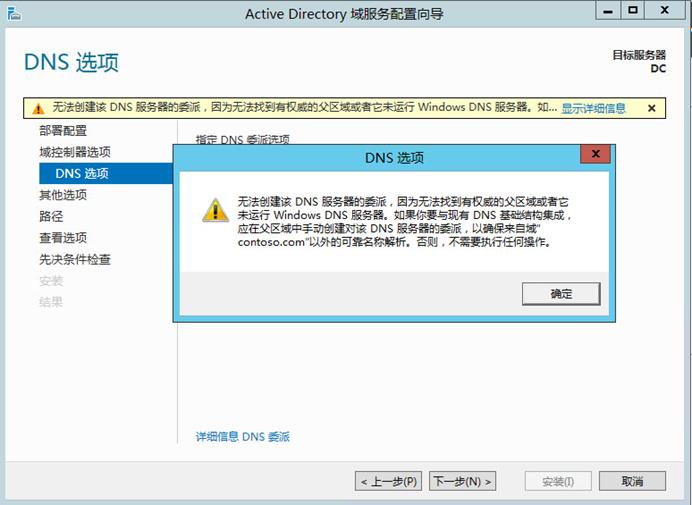 Active Directory 域服务配置向导
DNS 选项
目标服务器
DC
无法创建该 DNS 服务器的委派，因为无法找到有权威的父区域或者它未运行 Windows DNS 服务器。如... 显示详细信息
部署配置
域控制器选项
DNS 选项
其他选项
路径
查看选项
先决条件检查
安装
结果
指定 DNS 委派选项
DNS 选项
无法创建该 DNS 服务器的委派，因为无法找到有权威的父区域或者它
未运行 Windows DNS 服务器。如果你要与现有 DNS 基础结构集成，
应在父区域中手动创建对该 DNS 服务器的委派，以确保来自域"
contoso.com"以外的可靠名称解析。否则，不需要执行任何操作。
确定
详细信息 DNS 委派
< 上一步(P)
下一步(N) >
安装(I)
取消